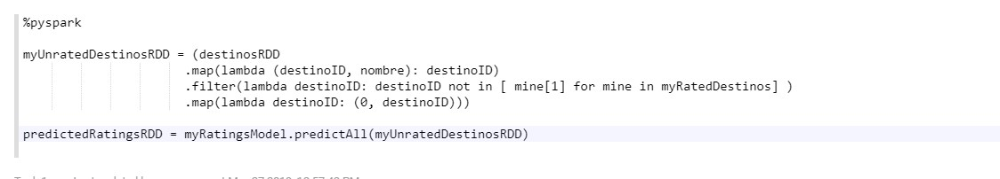 %pyspark
myUnratedDestinosRDD = (destinosRDD
.map(lambda (destinoID, nombre): destinoID)
.filter(lambda destinoID: destinoID not in [ mine[1] for mine in myRatedDestinos] )
.map(lambda destinoID: (0, destinoID)))
predictedRatingsRDD = myRatingsModel.predictAll(myUnratedDestinosRDD)